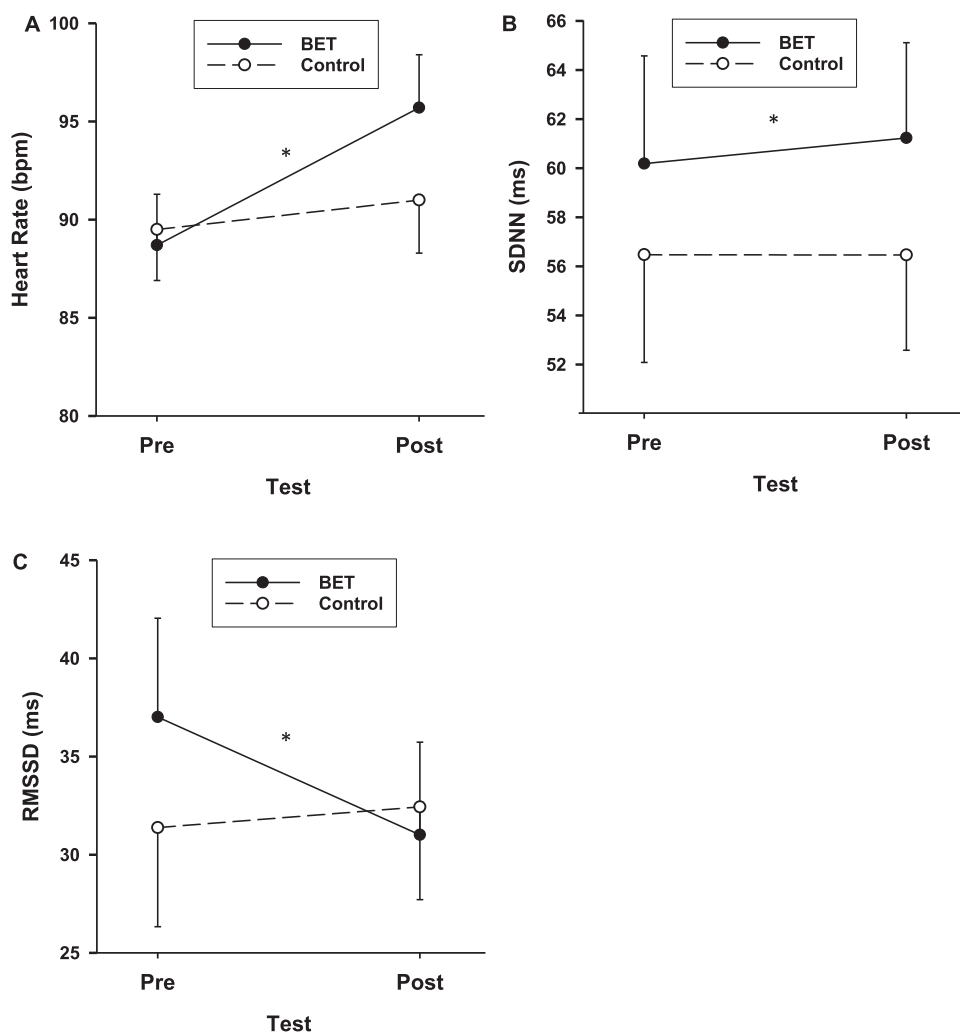 A
BET
Control
100
95
90
85
80
Heart Rate (bpm)
*
Pre Post
Test
B
BET
Control
66
64
62
60
58
56
54
52
SDNN (ms)
*
Pre Post
Test
C
BET
Control
45
40
35
30
25
RMSSD (ms)
*
Pre Post
Test